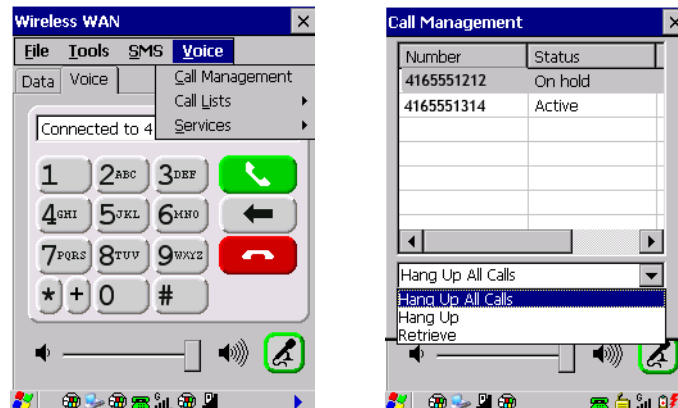 Wireless WAN
File Tools SMS Voice
Data Voice
Call Management
Call Lists
Services
Connected to 4
1 2ABC 3DEF
4GHI 5JKL 6MNO
7PQRS 8TUV 9WXYZ
* + 0 #
Call Management
Number Status
4165551212 On hold
4165551314 Active
Hang Up All Calls
Hang Up All Calls
Hang Up
Retrieve